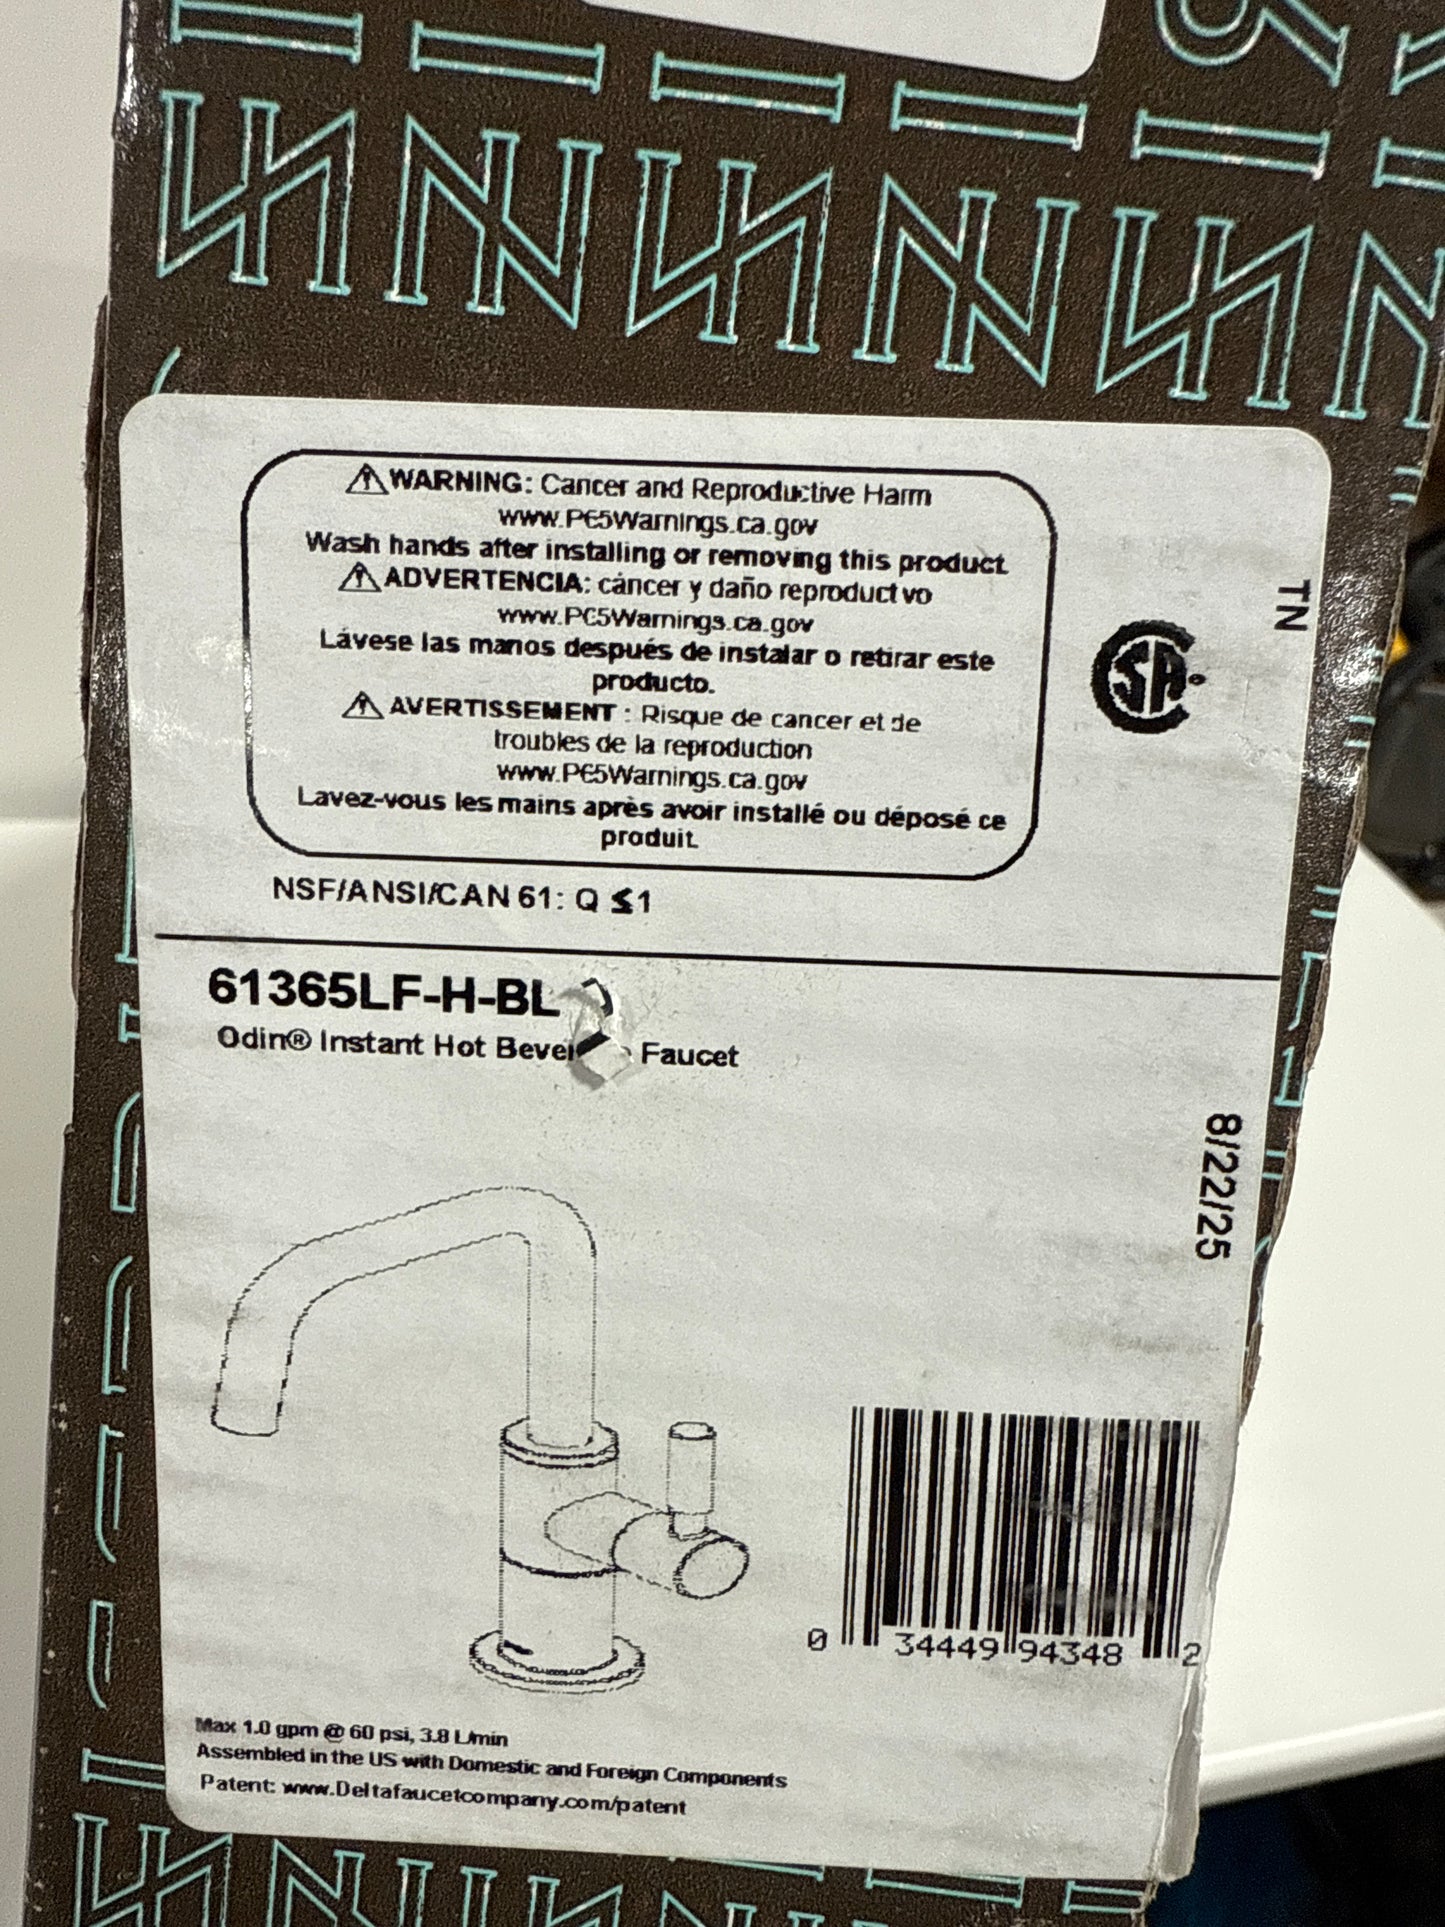 WARNING: Cancer and Reproductive Harm
www.P65Warnings.ca.gov
Wash hands after installing or removing this product.
ADVERTENCIA: cáncer y daño reproductivo
www.P65Warnings.ca.gov
Lávese las manos después de instalar o retirar este
producto.
AVERTISSEMENT : Risque de cancer et de
troubles de la reproduction
www.P65Warnings.ca.gov
Lavez-vous les mains après avoir installé ou déposé ce
produit.
TN
NSF/ANSI/CAN 61: Q ≤1
61365LF-H-BL
Odin® Instant Hot Faucet
8/22/25
0 34449 94348 2
Max 1.0 gpm @ 60 psi, 3.8 L/min
Assembled in the US with Domestic and Foreign Components
Patent: www.Deltafaucetcompany.com/patent